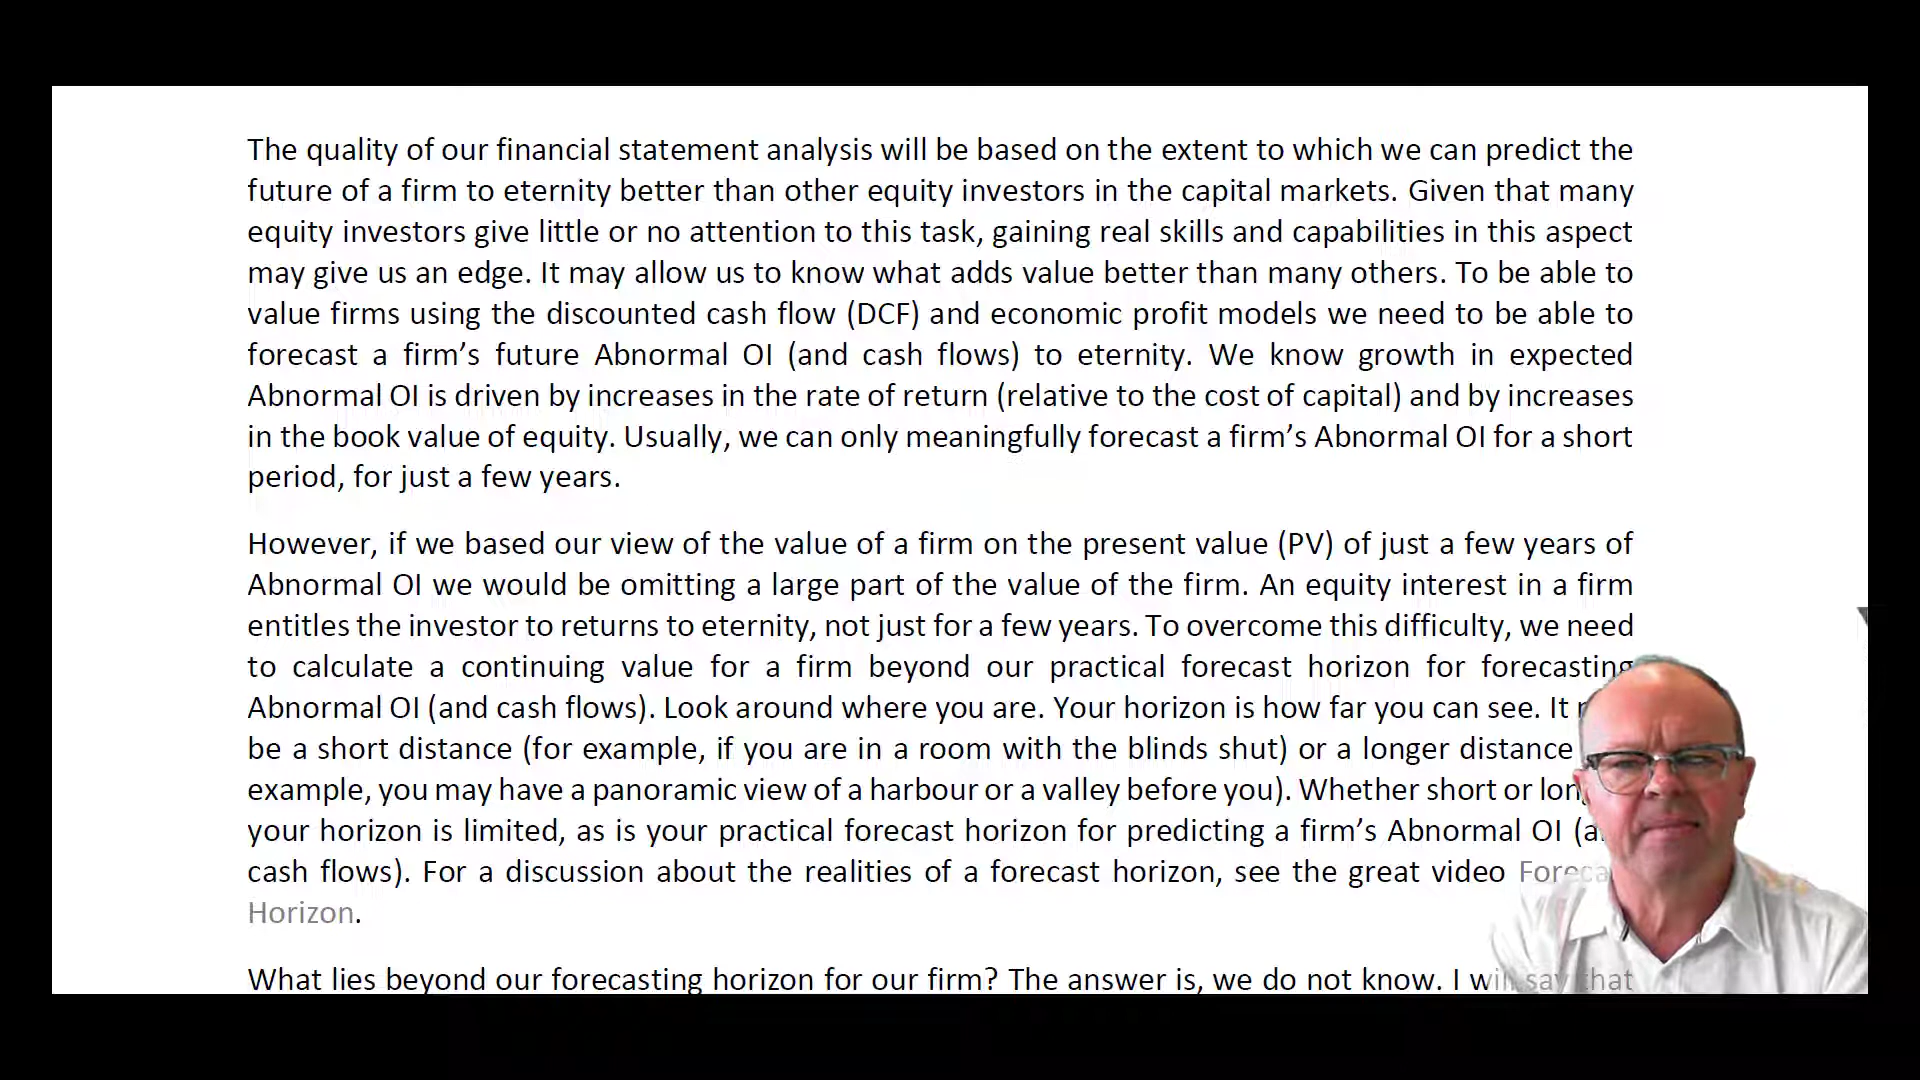 The quality of our financial statement analysis will be based on the extent to which we can predict the
future of a firm to eternity better than other equity investors in the capital markets. Given that many
equity investors give little or no attention to this task, gaining real skills and capabilities in this aspect
may give us an edge. It may allow us to know what adds value better than many others. To be able to
value firms using the discounted cash flow (DCF) and economic profit models we need to be able to
forecast a firm’s future Abnormal OI (and cash flows) to eternity. We know growth in expected
Abnormal OI is driven by increases in the rate of return (relative to the cost of capital) and by increases
in the book value of equity. Usually, we can only meaningfully forecast a firm’s Abnormal OI for a short
period, for just a few years.
However, if we based our view of the value of a firm on the present value (PV) of just a few years of
Abnormal OI we would be omitting a large part of the value of the firm. An equity interest in a firm
entitles the investor to returns to eternity, not just for a few years. To overcome this difficulty, we need
to calculate a continuing value for a firm beyond our practical forecast horizon for forecasting
Abnormal OI (and cash flows). Look around where you are. Your horizon is how far you can see. It
be a short distance (for example, if you are in a room with the blinds shut) or a longer distance
example, you may have a panoramic view of a harbour or a valley before you). Whether short or
your horizon is limited, as is your practical forecast horizon for predicting a firm’s Abnormal OI
cash flows). For a discussion about the realities of a forecast horizon, see the great video
Horizon.
What lies beyond our forecasting horizon for our firm? The answer is, we do not know. I will say that